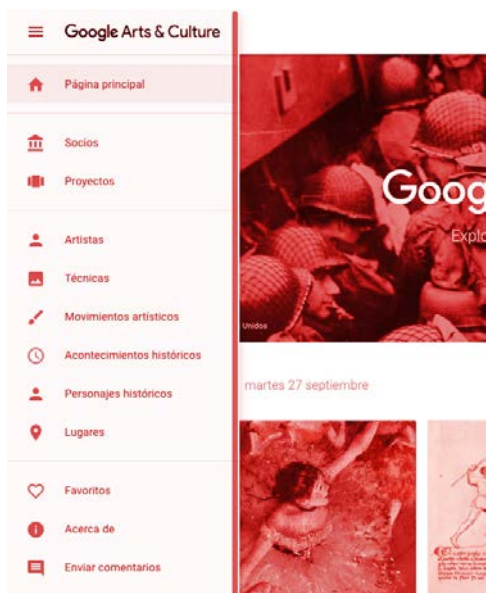 Google Arts & Culture
Página principal
Socios
Proyectos
Artistas
Técnicas
Movimientos artísticos
Acontecimientos históricos
Personajes históricos
Lugares
Favoritos
Acerca de
Enviar comentarios
Goog
Explo
Unidos
martes 27 septiembre